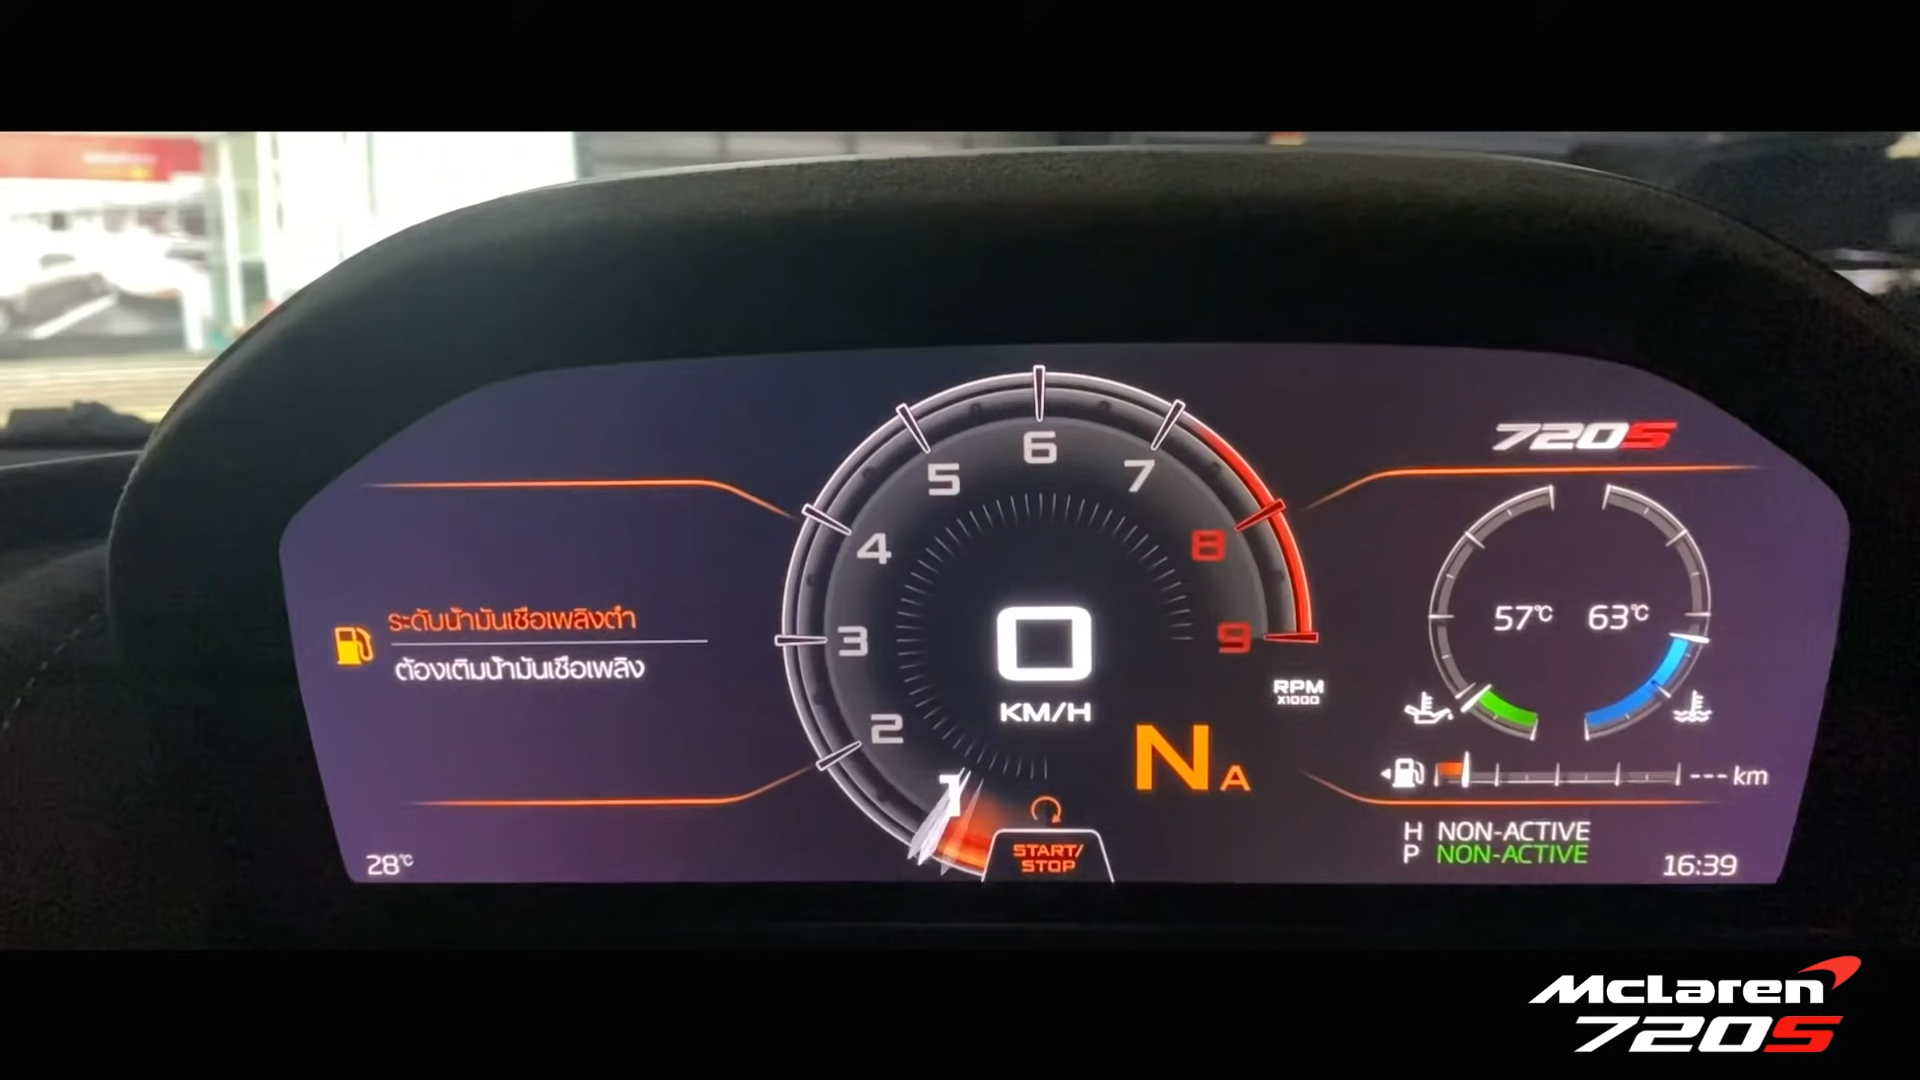 720S
6
5
7
4
8
3
9
2
1
0
KM/H
RPM
X1000
N A
START/
STOP
ระดับน้ำมันเชื้อเพลิงต่ำ
ต้องเติมน้ำมันเชื้อเพลิง
28℃
57℃ 63℃
--- km
H NON-ACTIVE
P NON-ACTIVE
16:39
McLaren
720S